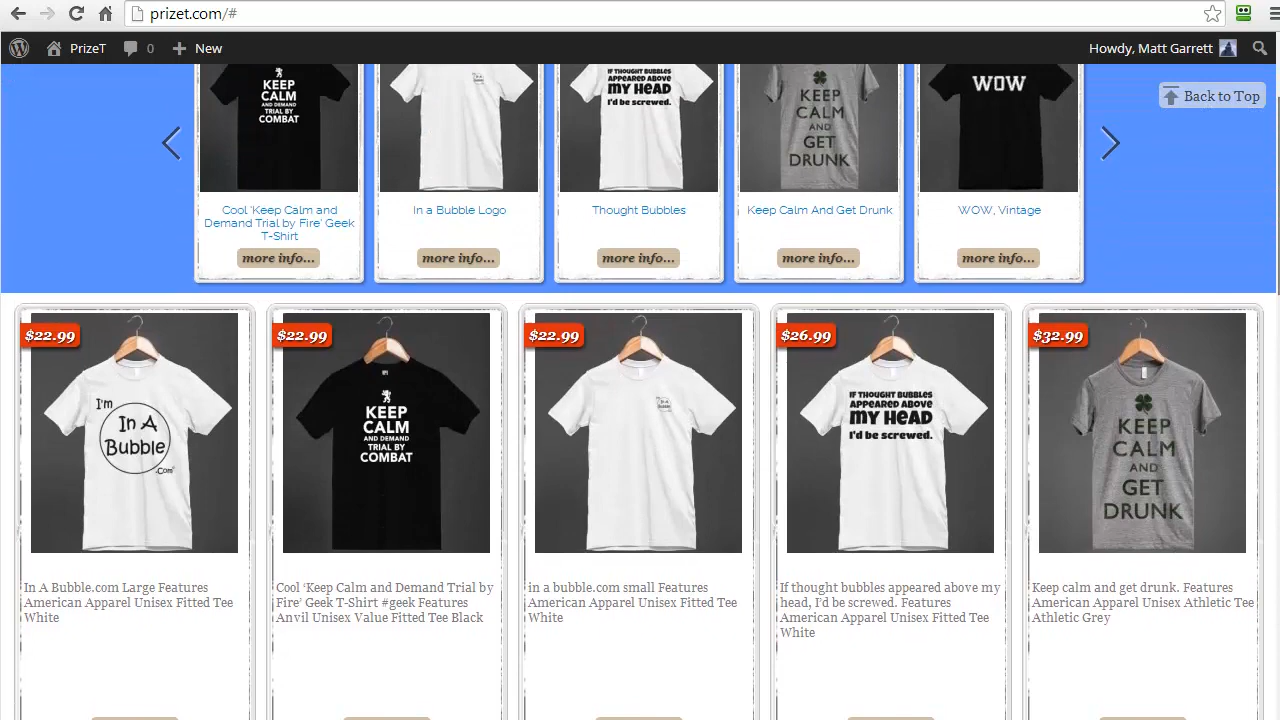 prizet.com/#
PrizeT 0 New Howdy, Matt Garrett
KEEP
CALM
AND DEMAND
TRIAL BY
COMBAT
In A
Bubble
IF THOUGHT BUBBLES
APPEARED ABOVE
MY HEAD
I'd be screwed.
KEEP
CALM
AND
GET
DRUNK
WOW
Back to Top
Cool ‘Keep Calm and
Demand Trial by Fire’ Geek
T-Shirt
In a Bubble Logo
Thought Bubbles
Keep Calm And Get Drunk
WOW, Vintage
more info...
more info...
more info...
more info...
more info...
$22.99
I'm
In A
Bubble
.Com
$22.99
KEEP
CALM
AND DEMAND
TRIAL BY
COMBAT
$22.99
In A
Bubble
$26.99
IF THOUGHT BUBBLES
APPEARED ABOVE
MY HEAD
I'd be screwed.
$32.99
KEEP
CALM
AND
GET
DRUNK
In A Bubble.com Large Features
American Apparel Unisex Fitted Tee
White
Cool ‘Keep Calm and Demand Trial by
Fire’ Geek T-Shirt #geek Features
Anvil Unisex Value Fitted Tee Black
in a bubble.com small Features
American Apparel Unisex Fitted Tee
White
If thought bubbles appeared above my
head, I’d be screwed. Features
American Apparel Unisex Fitted Tee
White
Keep calm and get drunk. Features
American Apparel Unisex Athletic Tee
Athletic Grey